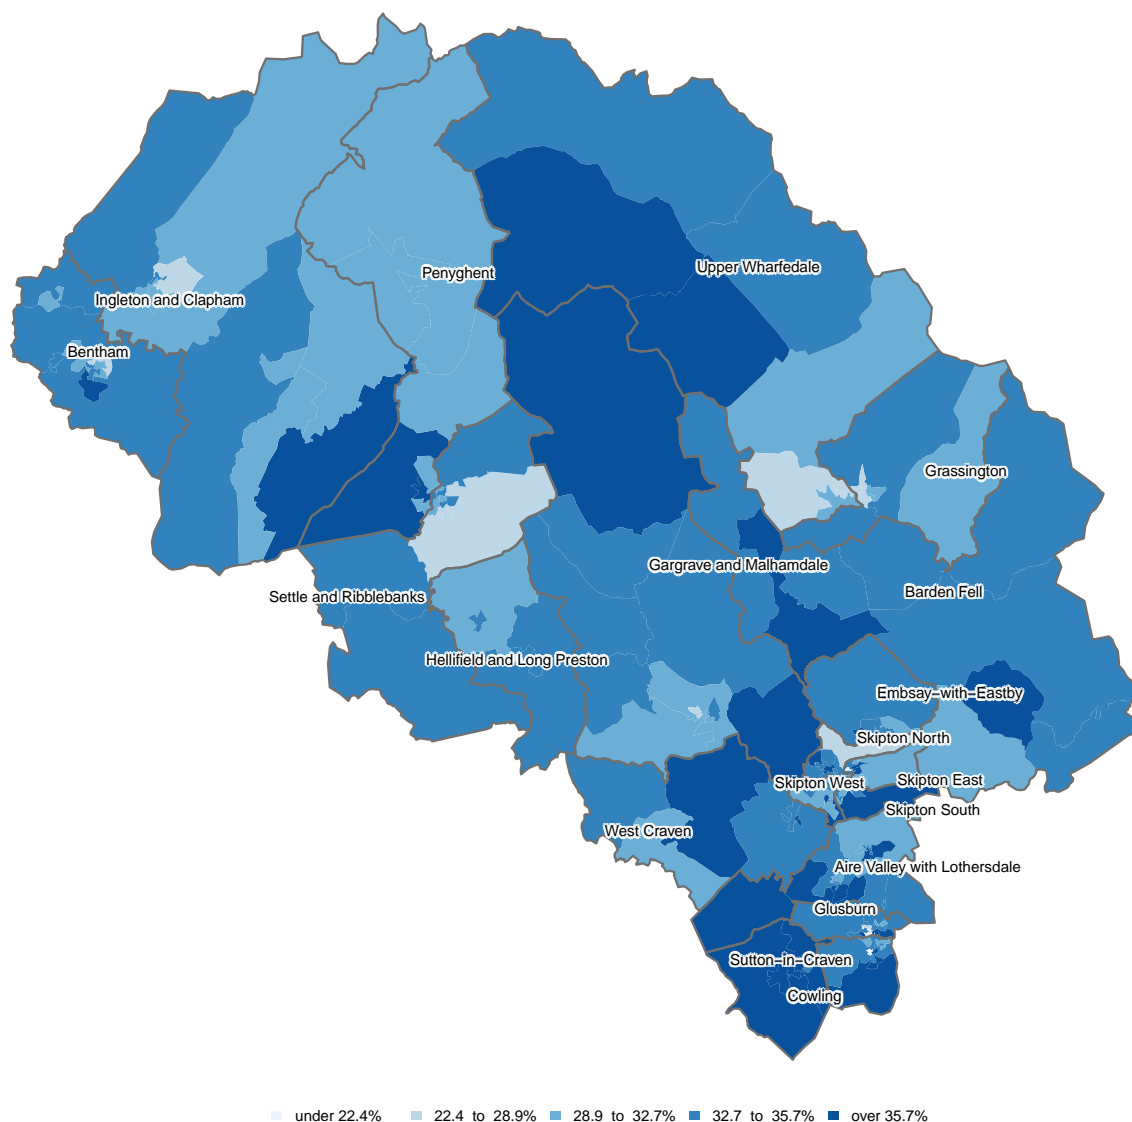 Upper Wharfedale
Penyghent
Ingleton and Clapham
Bentham
Grassington
Gargrave and Malhamdale
Barden Fell
Settle and Ribblebanks
Hellifield and Long Preston
Embsay–with–Eastby
Skipton North
Skipton East
Skipton West
Skipton South
West Craven
Aire Valley with Lothersdale
Glusburn
Sutton–in–Craven
Cowling
under 22.4% 22.4 to 28.9% 28.9 to 32.7% 32.7 to 35.7% over 35.7%